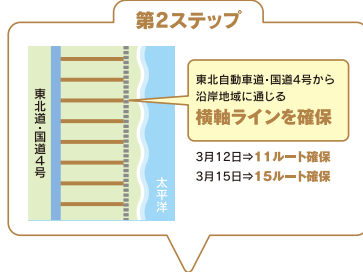 第2ステップ
東北自動車道・国道4号から
沿岸地域に通じる
横軸ラインを確保
東北道・国道4号
太平洋
3月12日⇒11ルート確保
3月15日⇒15ルート確保